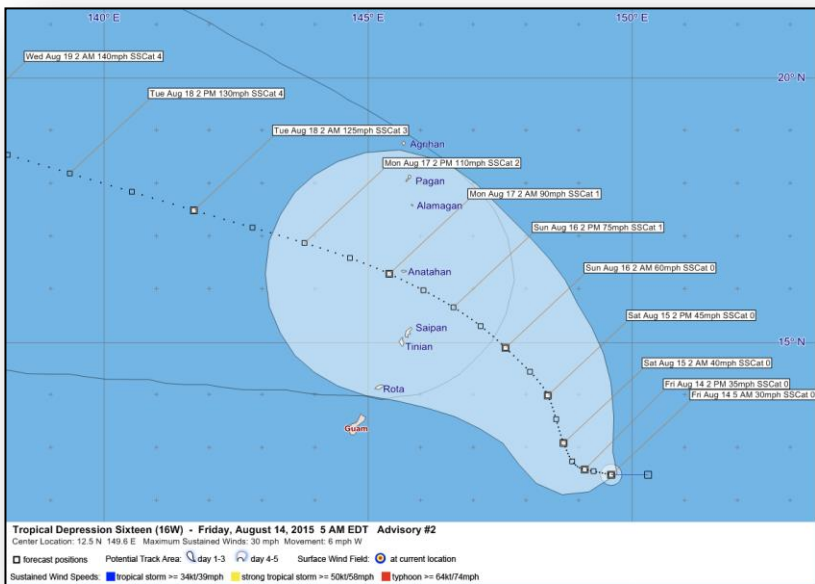 140° E
145° E
150° E
Wed Aug 19 2 AM 140mph SSCat 4
20° N
Tue Aug 18 2 PM 130mph SSCat 4
Tue Aug 18 2 AM 125mph SSCat 3
Agrihan
Mon Aug 17 2 PM 110mph SSCat 2
Pagan
Mon Aug 17 2 AM 90mph SSCat 1
Alamagan
Sun Aug 16 2 PM 75mph SSCat 1
Anatahan
Sun Aug 16 2 AM 60mph SSCat 0
Sat Aug 15 2 PM 45mph SSCat 0
Saipan
Tinian
15° N
Sat Aug 15 2 AM 40mph SSCat 0
Rota
Fri Aug 14 2 PM 35mph SSCat 0
Fri Aug 14 5 AM 30mph SSCat 0
Guam
Tropical Depression Sixteen (16W) - Friday, August 14, 2015 5 AM EDT Advisory #2
Center Location: 12.5 N 149.6 E Maximum Sustained Winds: 30 mph Movement: 6 mph W
forecast positions Potential Track Area: day 1-3 day 4-5 Surface Wind Field: at current location
Sustained Wind Speeds: tropical storm >= 34kt/39mph strong tropical storm >= 50kt/58mph typhoon >= 64kt/74mph